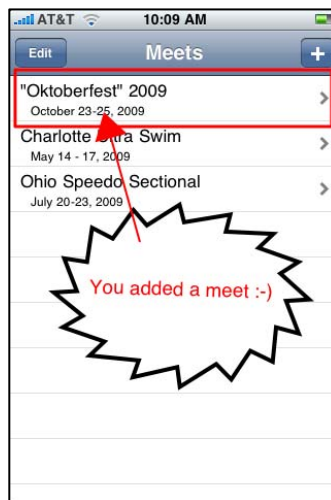 AT&T 10:09 AM
Edit Meets +
"Oktoberfest" 2009
October 23-25, 2009
Charlotte Ultra Swim
May 14 - 17, 2009
Ohio Speedo Sectional
July 20-23, 2009
You added a meet :-)